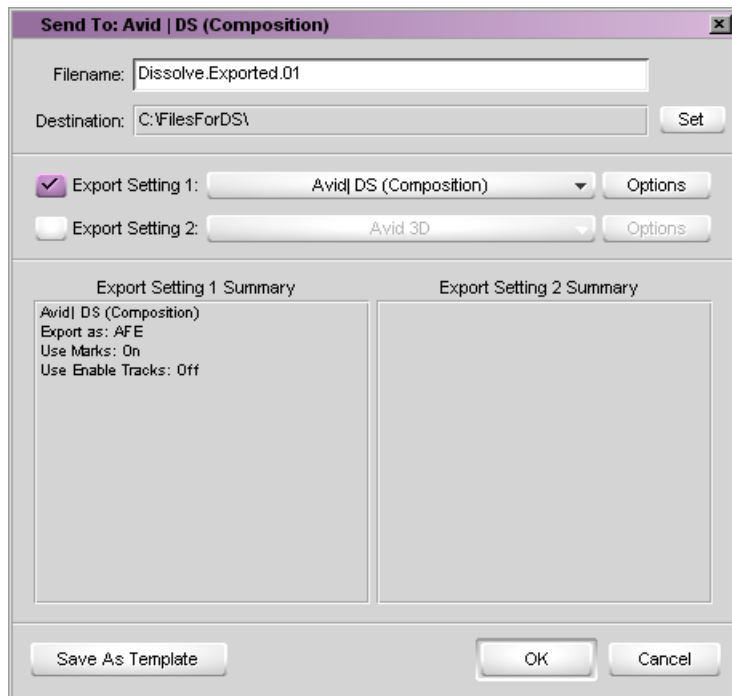 Send To: Avid | DS (Composition)
Filename: Dissolve.Exported.01
Destination: C:\FilesForDS\ Set
Export Setting 1: Avid| DS (Composition) Options
Export Setting 2: Avid 3D Options
Export Setting 1 Summary Export Setting 2 Summary
Avid| DS (Composition)
Export as: AFE
Use Marks: On
Use Enable Tracks: Off
Save As Template OK Cancel